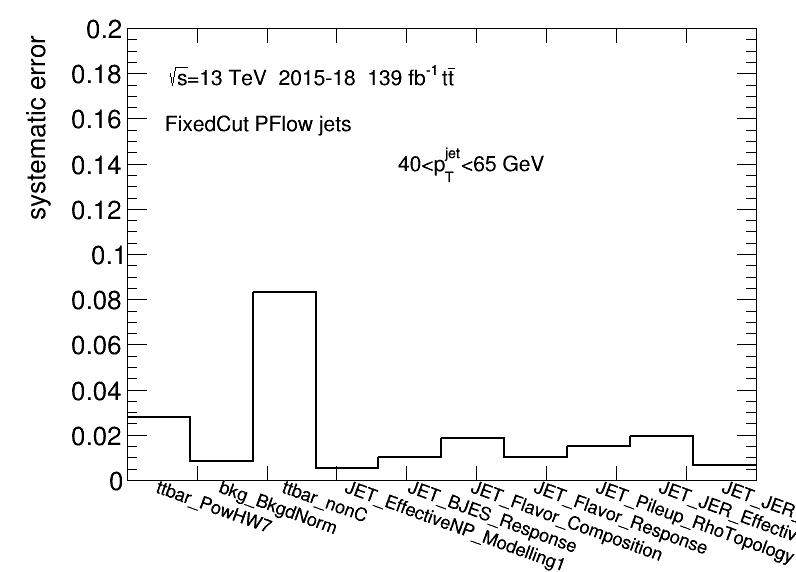 systematic error
0.2
0.18
0.16
0.14
0.12
0.1
0.08
0.06
0.04
0.02
0
√s=13 TeV 2015-18 139 fb⁻¹ tt̄
FixedCut PFlow jets
40<p_T^jet<65 GeV
ttbar_PowHW7
bkg_BkgdNorm
ttbar_nonC
JET_EffectiveNP_Modelling1
JET_BJES_Response
JET_Flavor_Composition
JET_Flavor_Response
JET_Pileup_RhoTopology
JET_JER_Effectiv
JET_JER_